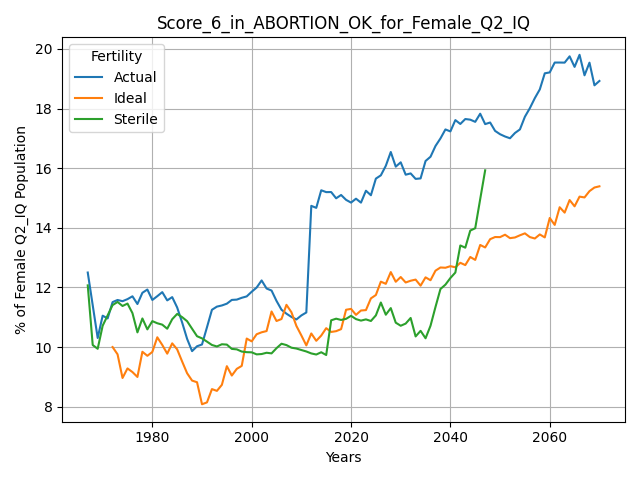 Score_6_in_ABORTION_OK_for_Female_Q2_IQ
% of Female Q2_IQ Population
20
18
16
14
12
10
8
Fertility
Actual
Ideal
Sterile
1980
2000
2020
2040
2060
Years